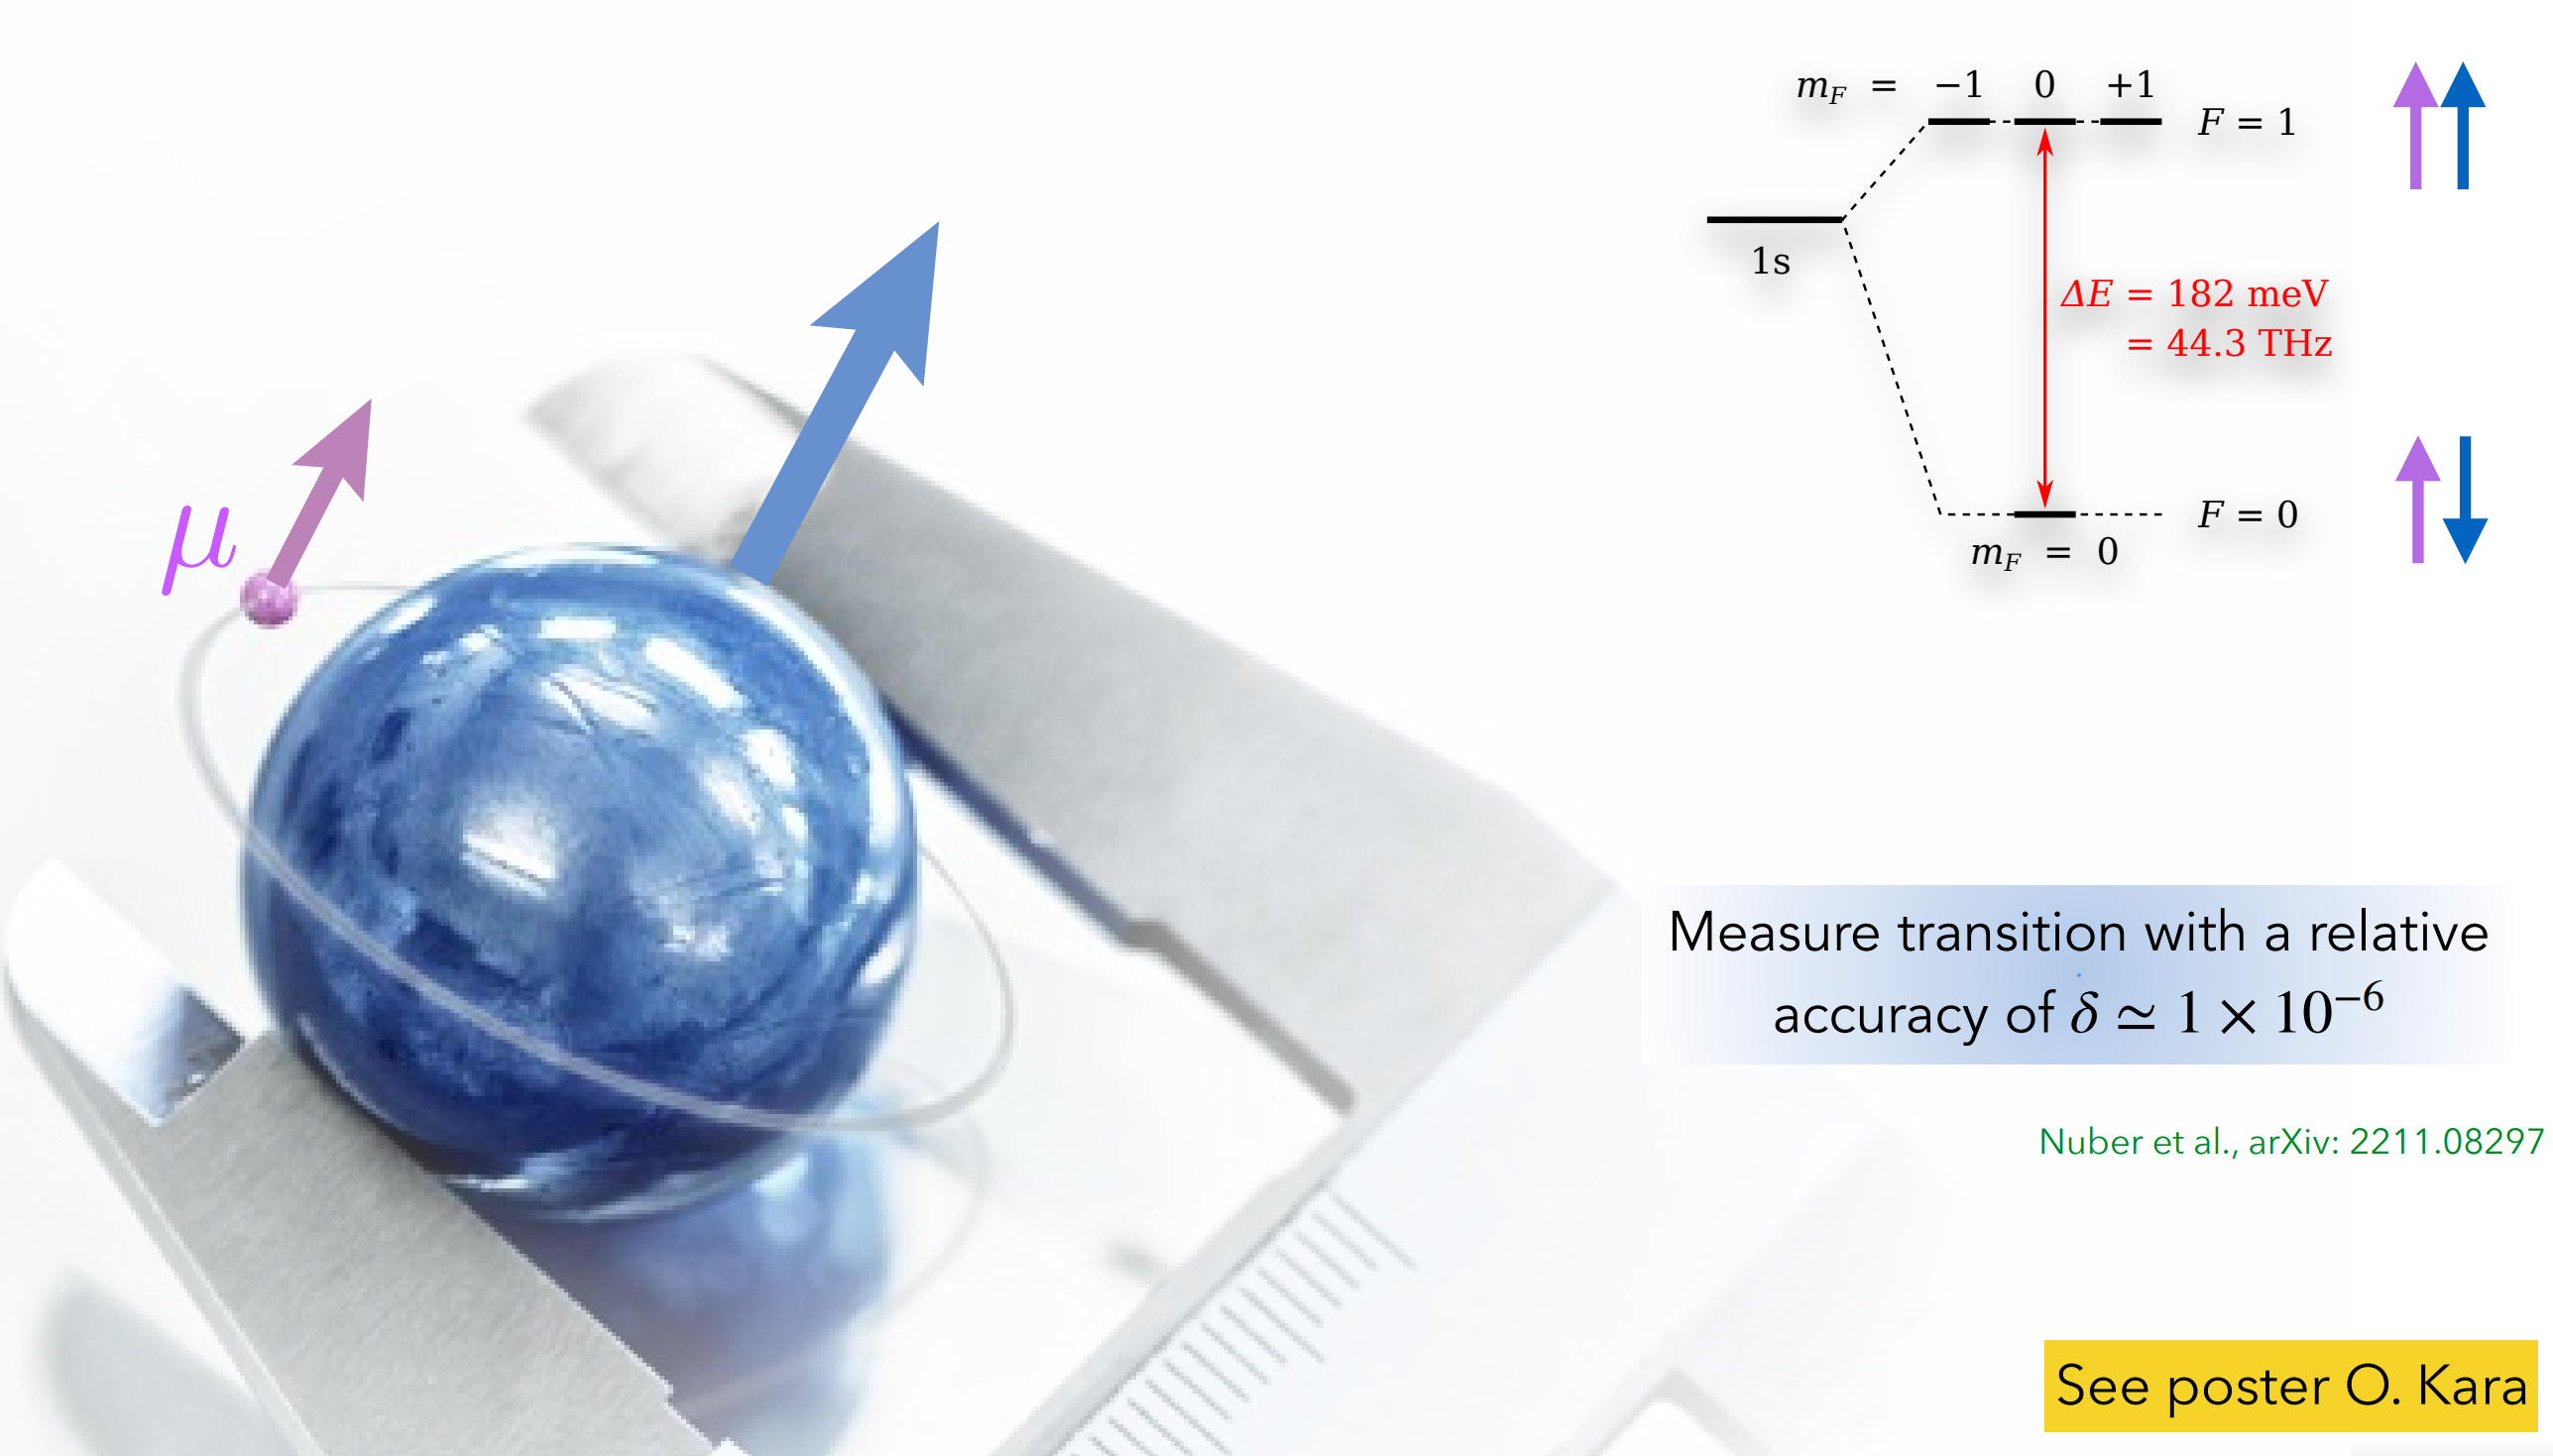 m_F = −1 0 +1
F = 1
1s
ΔE = 182 meV
= 44.3 THz
F = 0
m_F = 0
μ
Measure transition with a relative
accuracy of δ ≃ 1 × 10⁻⁶
Nuber et al., arXiv: 2211.08297
See poster O. Kara